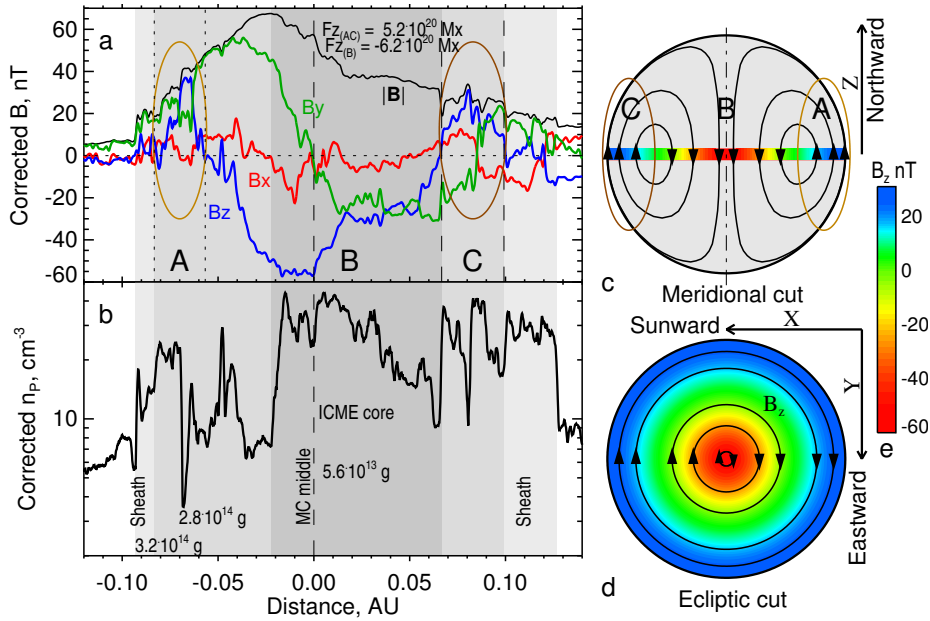 a
Fz(AC) = 5.2·10^20 Mx
Fz(B) = -6.2·10^20 Mx
|B|
By
Bx
Bz
A
B
C
60
40
20
0
-20
-40
-60
Corrected B, nT
b
10
Corrected nP, cm-3
ICME core
5.6·10^13 g
MC middle
Sheath
2.8·10^14 g
3.2·10^14 g
Sheath
-0.10
-0.05
0.00
0.05
0.10
Distance, AU
C
B
A
Z
Northward
c
Meridional cut
Bz nT
20
0
-20
-40
-60
e
Sunward
X
Y
Eastward
Bz
d
Ecliptic cut